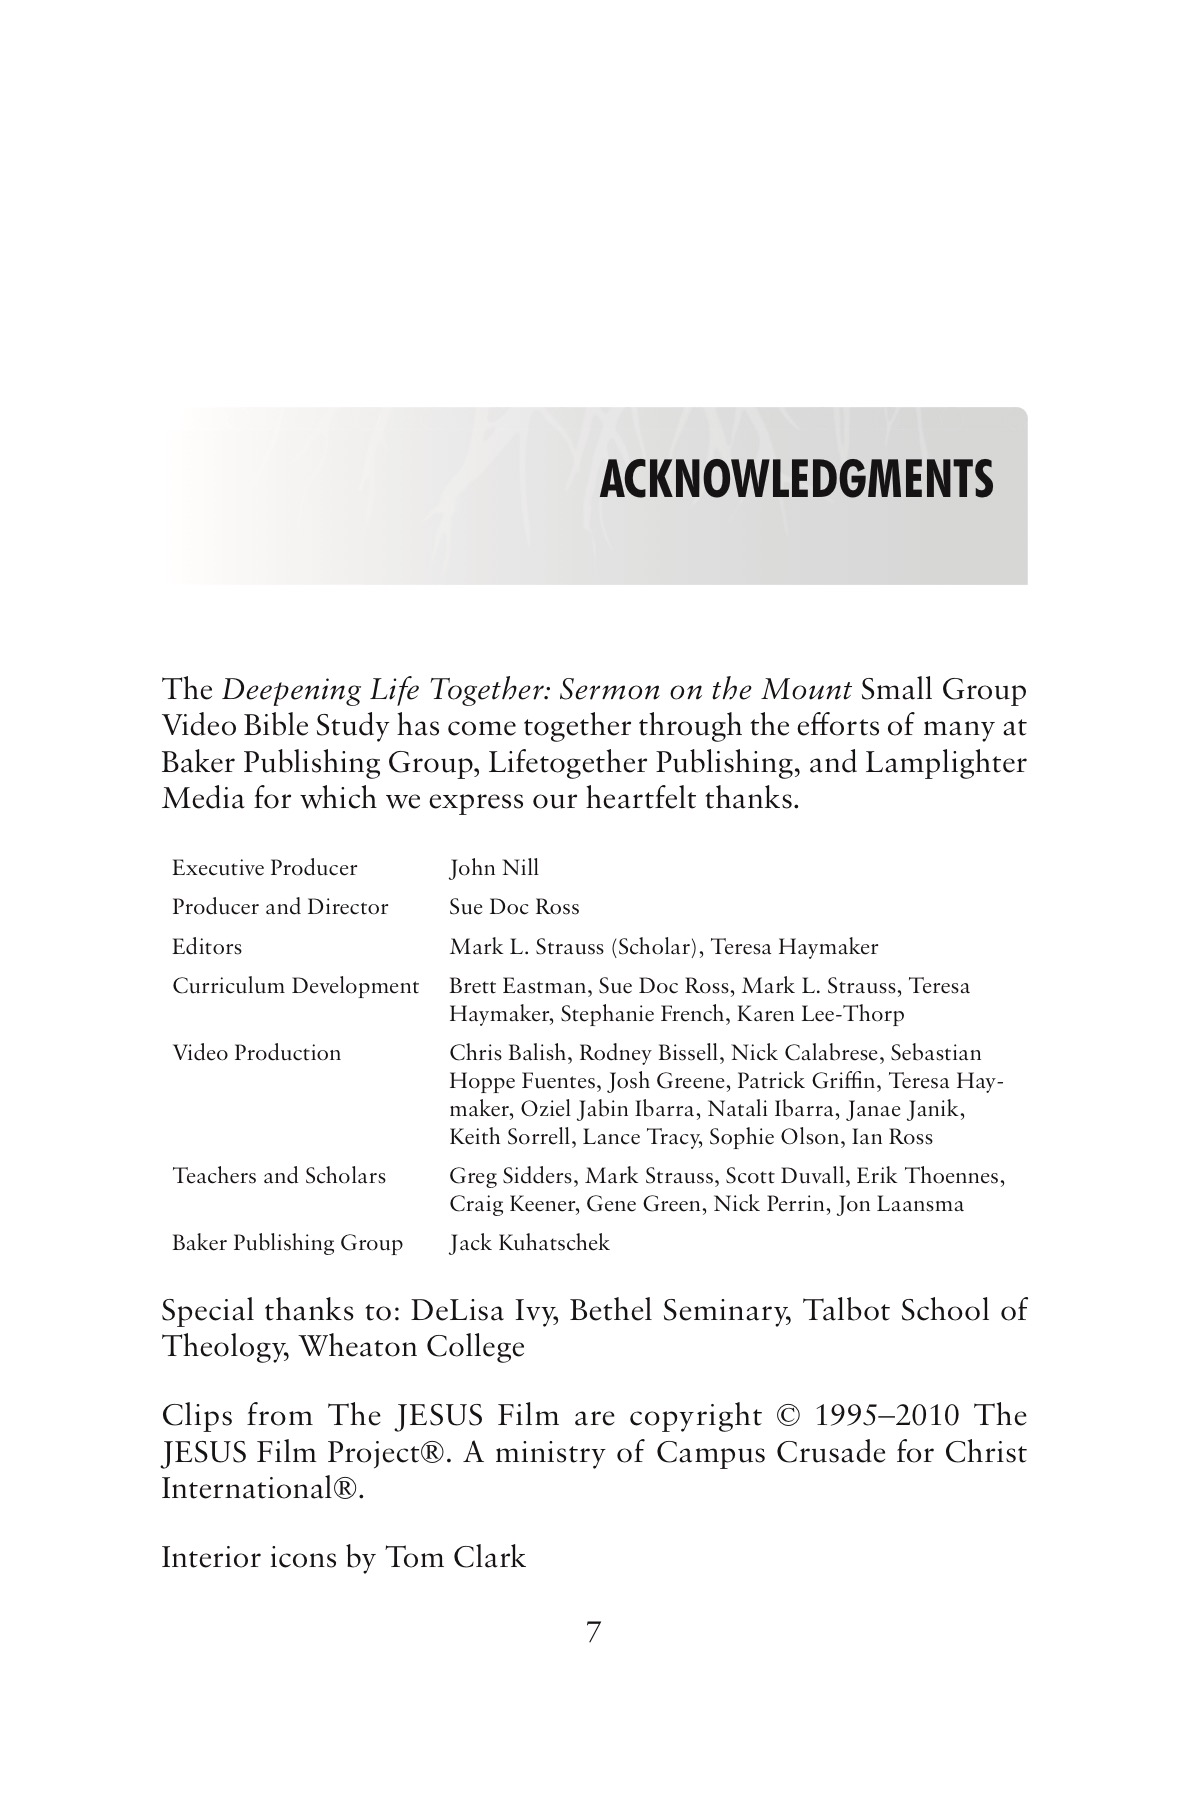 ACKNOWLEDGMENTS
The Deepening Life Together: Sermon on the Mount Small Group
Video Bible Study has come together through the efforts of many at
Baker Publishing Group, Lifetogether Publishing, and Lamplighter
Media for which we express our heartfelt thanks.
Executive Producer John Nill
Producer and Director Sue Doc Ross
Editors Mark L. Strauss (Scholar), Teresa Haymaker
Curriculum Development Brett Eastman, Sue Doc Ross, Mark L. Strauss, Teresa
Haymaker, Stephanie French, Karen Lee-Thorp
Video Production Chris Balish, Rodney Bissell, Nick Calabrese, Sebastian
Hoppe Fuentes, Josh Greene, Patrick Griffin, Teresa Hay-
maker, Oziel Jabin Ibarra, Natali Ibarra, Janae Janik,
Keith Sorrell, Lance Tracy, Sophie Olson, Ian Ross
Teachers and Scholars Greg Sidders, Mark Strauss, Scott Duvall, Erik Thoennes,
Craig Keener, Gene Green, Nick Perrin, Jon Laansma
Baker Publishing Group Jack Kuhatschek
Special thanks to: DeLisa Ivy, Bethel Seminary, Talbot School of
Theology, Wheaton College
Clips from The JESUS Film are copyright © 1995–2010 The
JESUS Film Project®. A ministry of Campus Crusade for Christ
International®.
Interior icons by Tom Clark
7